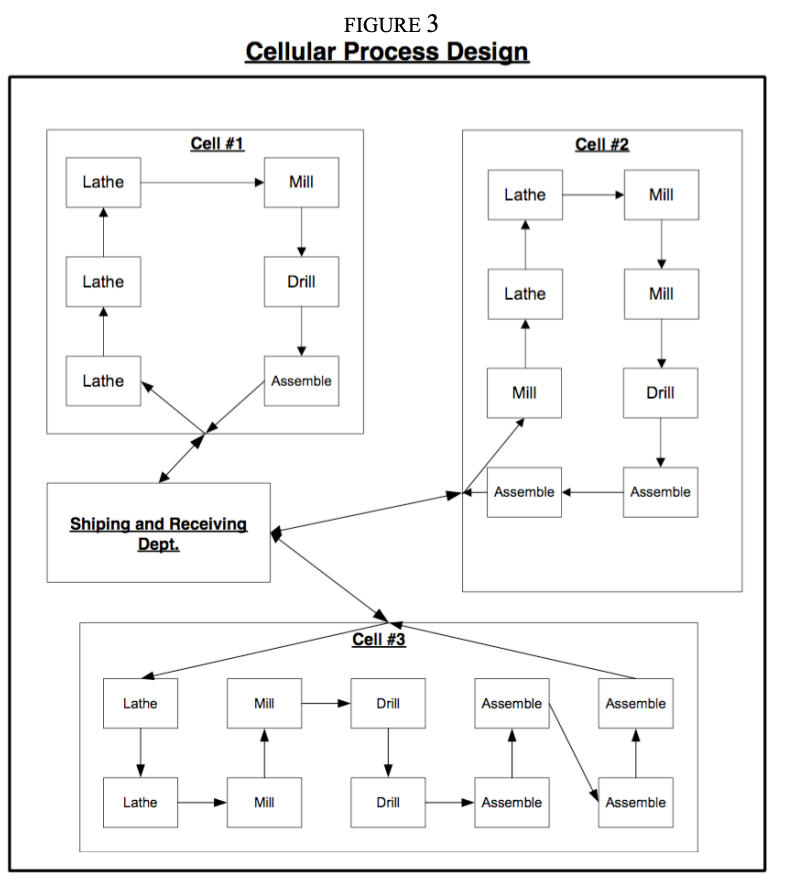 FIGURE 3
Cellular Process Design
Cell #1
Lathe
Mill
Lathe
Drill
Lathe
Assemble
Cell #2
Lathe
Mill
Lathe
Mill
Mill
Drill
Assemble
Assemble
Shiping and Receiving
Dept.
Cell #3
Lathe
Mill
Drill
Assemble
Assemble
Lathe
Mill
Drill
Assemble
Assemble